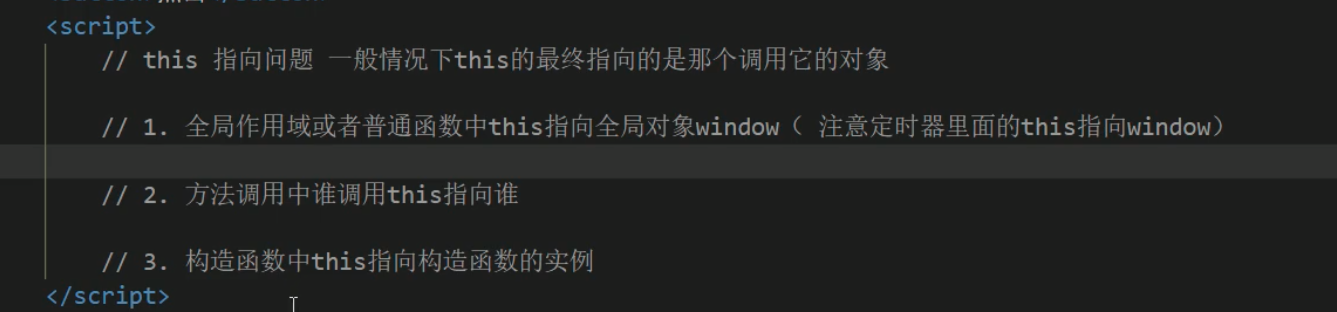 <script>
// this 指向问题 一般情况下this的最终指向的是那个调用它的对象
// 1. 全局作用域或者普通函数中this指向全局对象window（ 注意定时器里面的this指向window）
// 2. 方法调用中谁调用this指向谁
// 3. 构造函数中this指向构造函数的实例
</script>